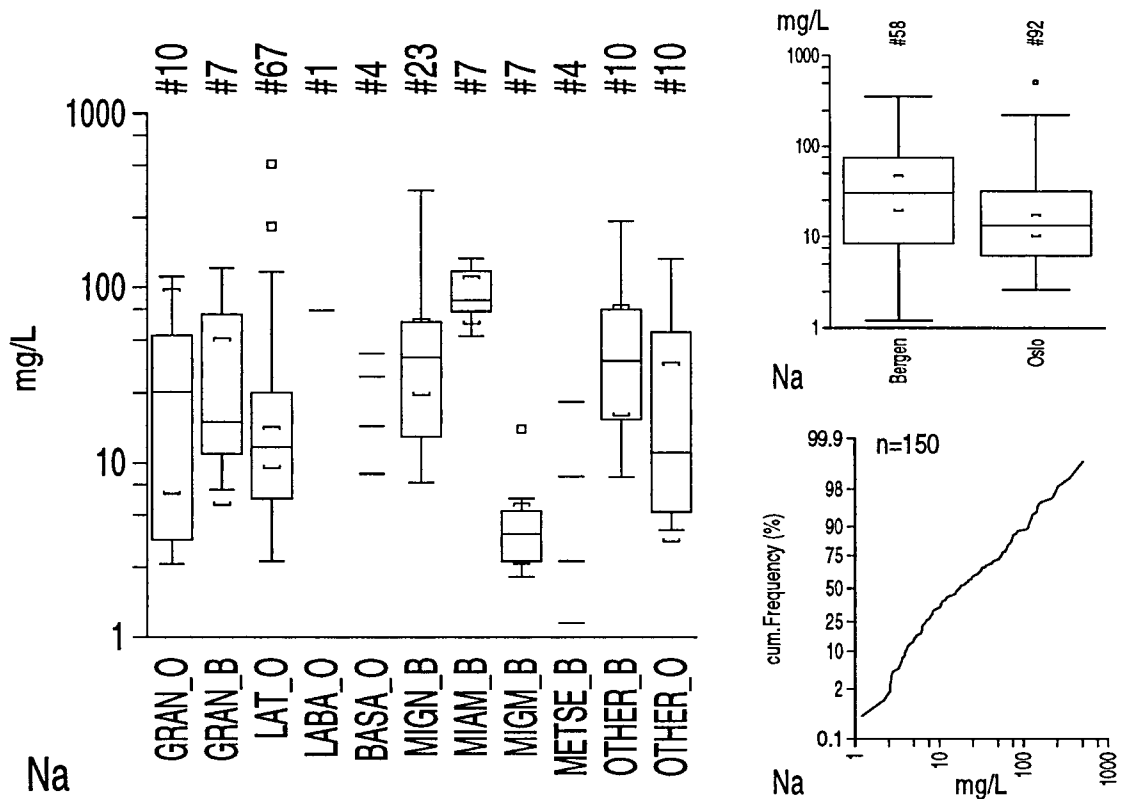 #10 #7 #67 #1 #4 #23 #7 #7 #4 #10 #10
1000
100
10
1
mg/L
GRAN_O GRAN_B LAT_O LABA_O BASA_O MIGN_B MIAM_B MIGM_B METSE_B OTHER_B OTHER_O
Na
mg/L #58 #92
1000
100
10
1
Bergen Oslo
Na
99.9 n=150
98
90
75
50
25
10
2
0.1
cum.Frequency (%)
1 10 100 1000
Na mg/L